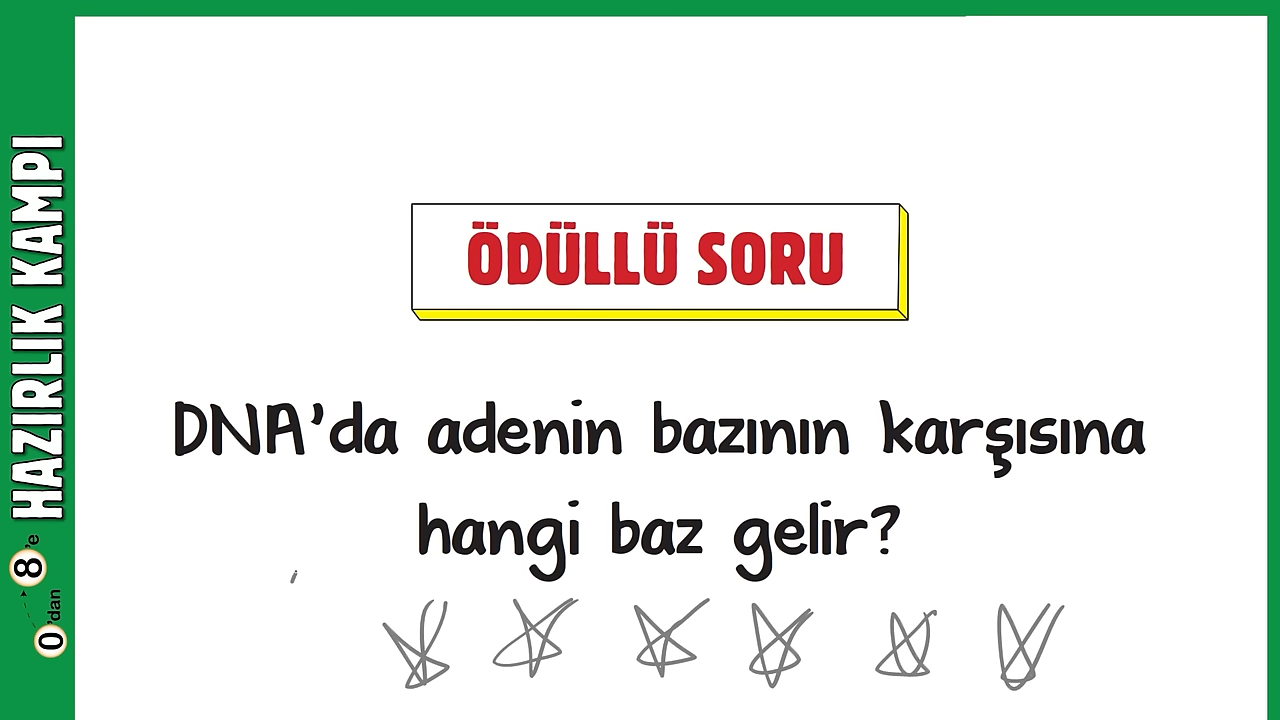 0'dan 8'e HAZIRLIK KAMPI
ÖDÜLLÜ SORU
DNA'da adenin bazının karşısına
hangi baz gelir?